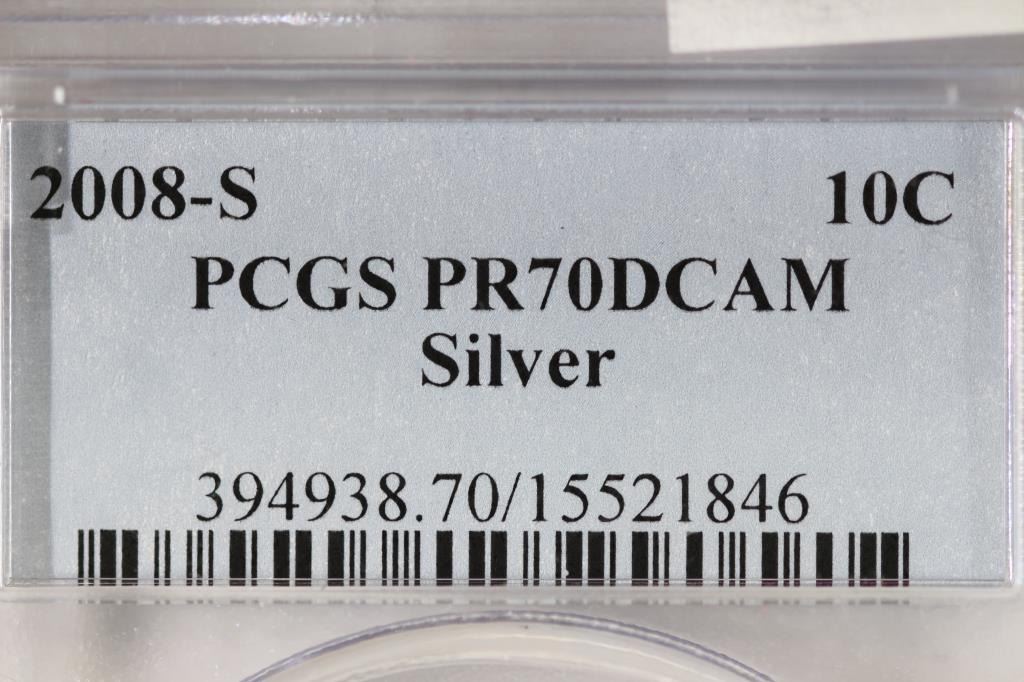 2008-S 10C
PCGS PR70DCAM
Silver
394938.70/15521846